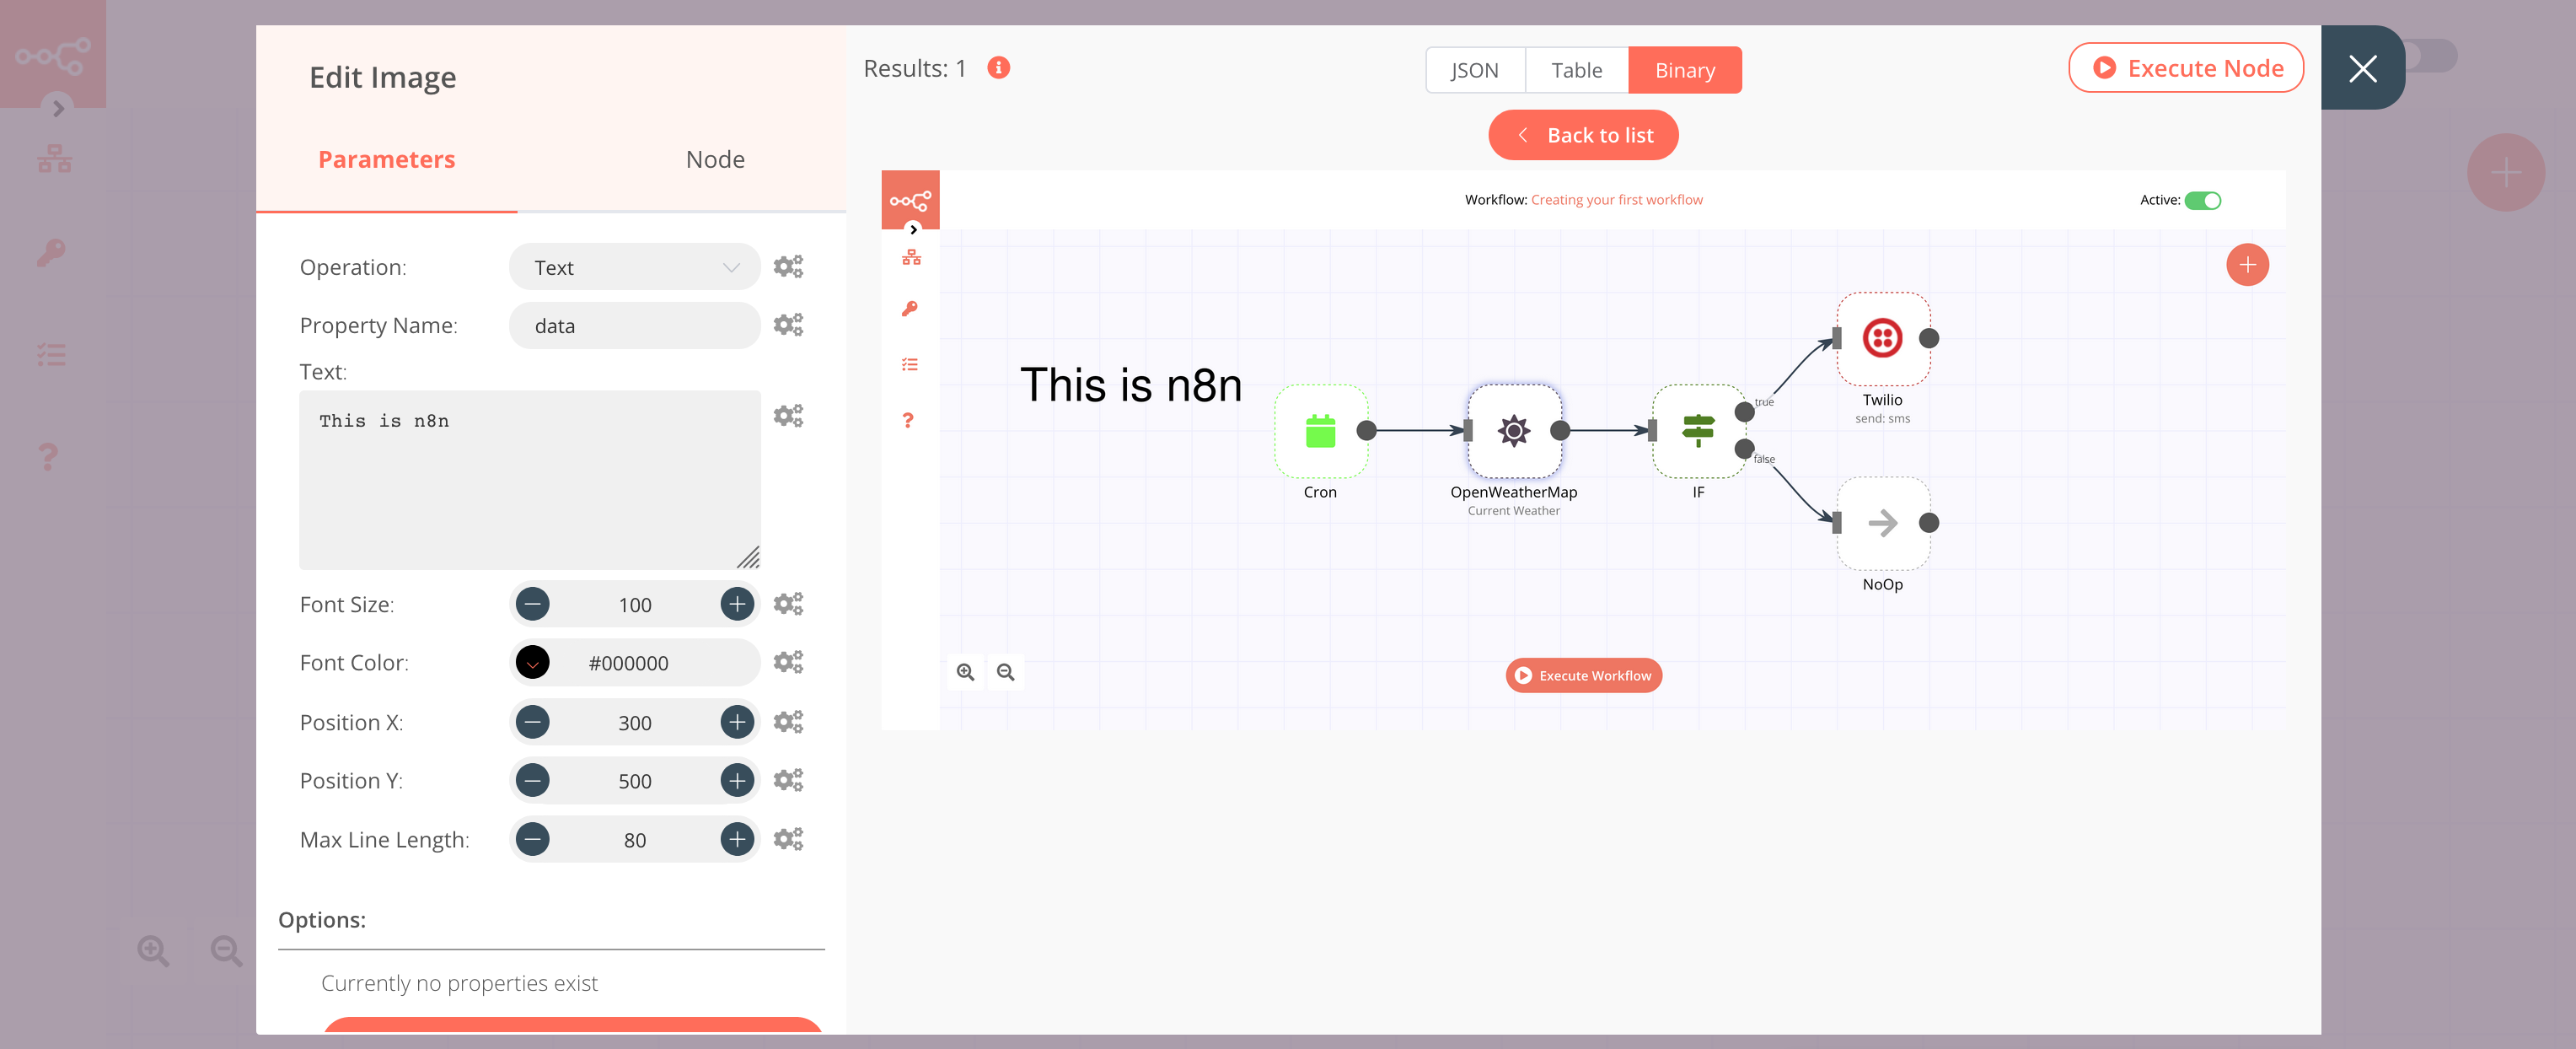 Edit Image
Parameters
Node
Operation:
Text
Property Name:
data
Text:
This is n8n
Font Size:
100
Font Color:
#000000
Position X:
300
Position Y:
500
Max Line Length:
80
Options:
Currently no properties exist
Results: 1
JSON
Table
Binary
Execute Node
Back to list
Workflow: Creating your first workflow
Active:
This is n8n
Cron
OpenWeatherMap
Current Weather
IF
true
false
Twilio
send: sms
NoOp
Execute Workflow